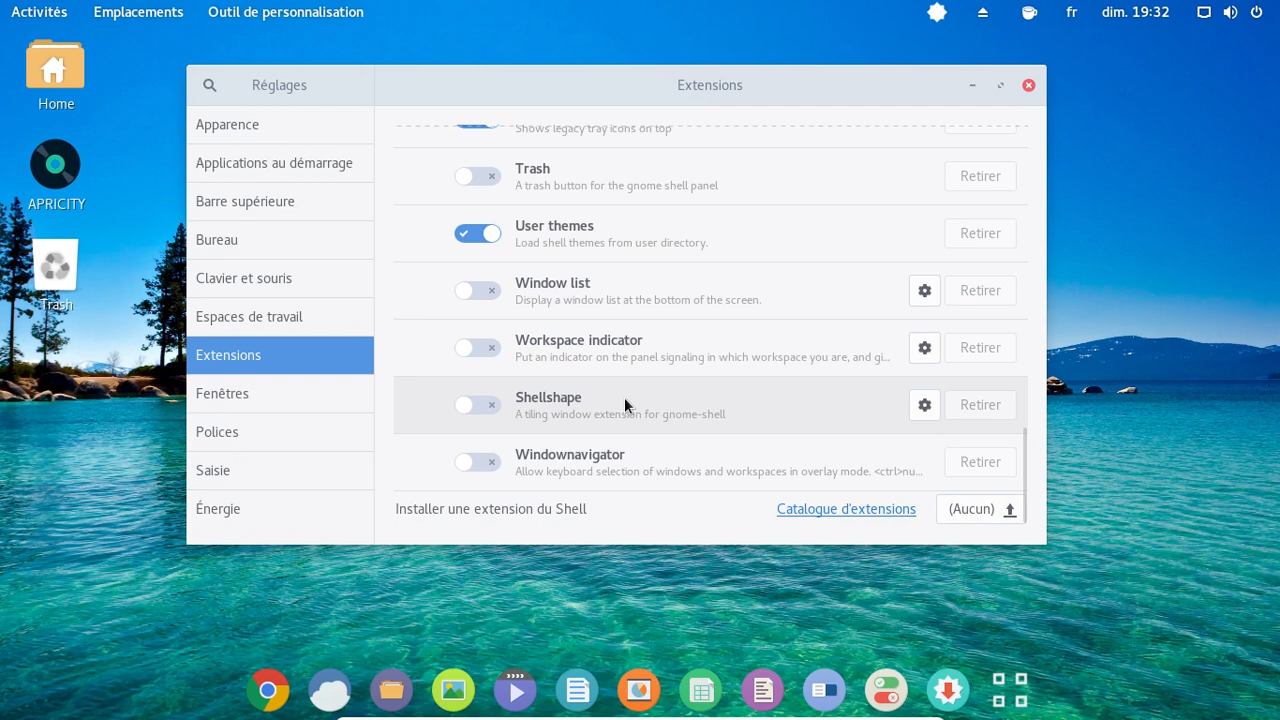 Activités Emplacements Outil de personnalisation fr dim. 19:32
Home
APRICITY
Trash
Réglages Extensions
Apparence
Applications au démarrage
Barre supérieure
Bureau
Clavier et souris
Espaces de travail
Extensions
Fenêtres
Polices
Saisie
Énergie
Shows legacy tray icons on top
Trash
A trash button for the gnome shell panel
Retirer
User themes
Load shell themes from user directory.
Retirer
Window list
Display a window list at the bottom of the screen.
Retirer
Workspace indicator
Put an indicator on the panel signaling in which workspace you are, and gi...
Retirer
Shellshape
A tiling window extension for gnome-shell
Retirer
Windownavigator
Allow keyboard selection of windows and workspaces in overlay mode. <ctrl>nu...
Retirer
Installer une extension du Shell Catalogue d'extensions (Aucun)